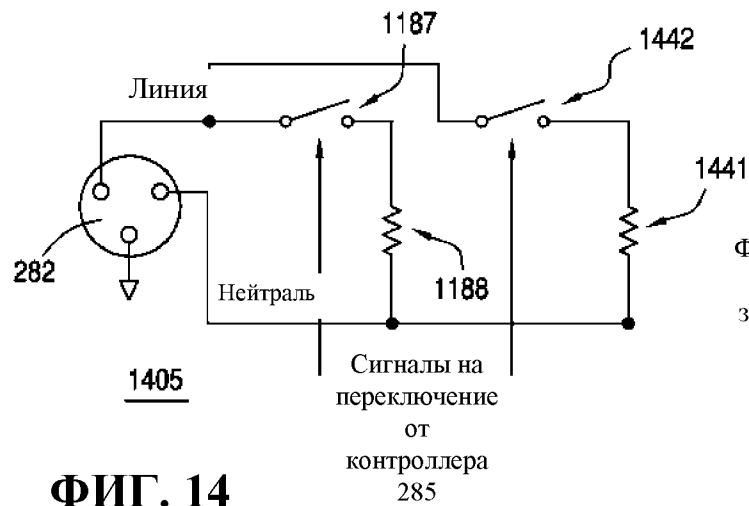 1187
1442
Линия
1441
282
Ф
Нейтраль
1188
з
1405
Сигналы на
переключение
от
контроллера
285
ФИГ. 14